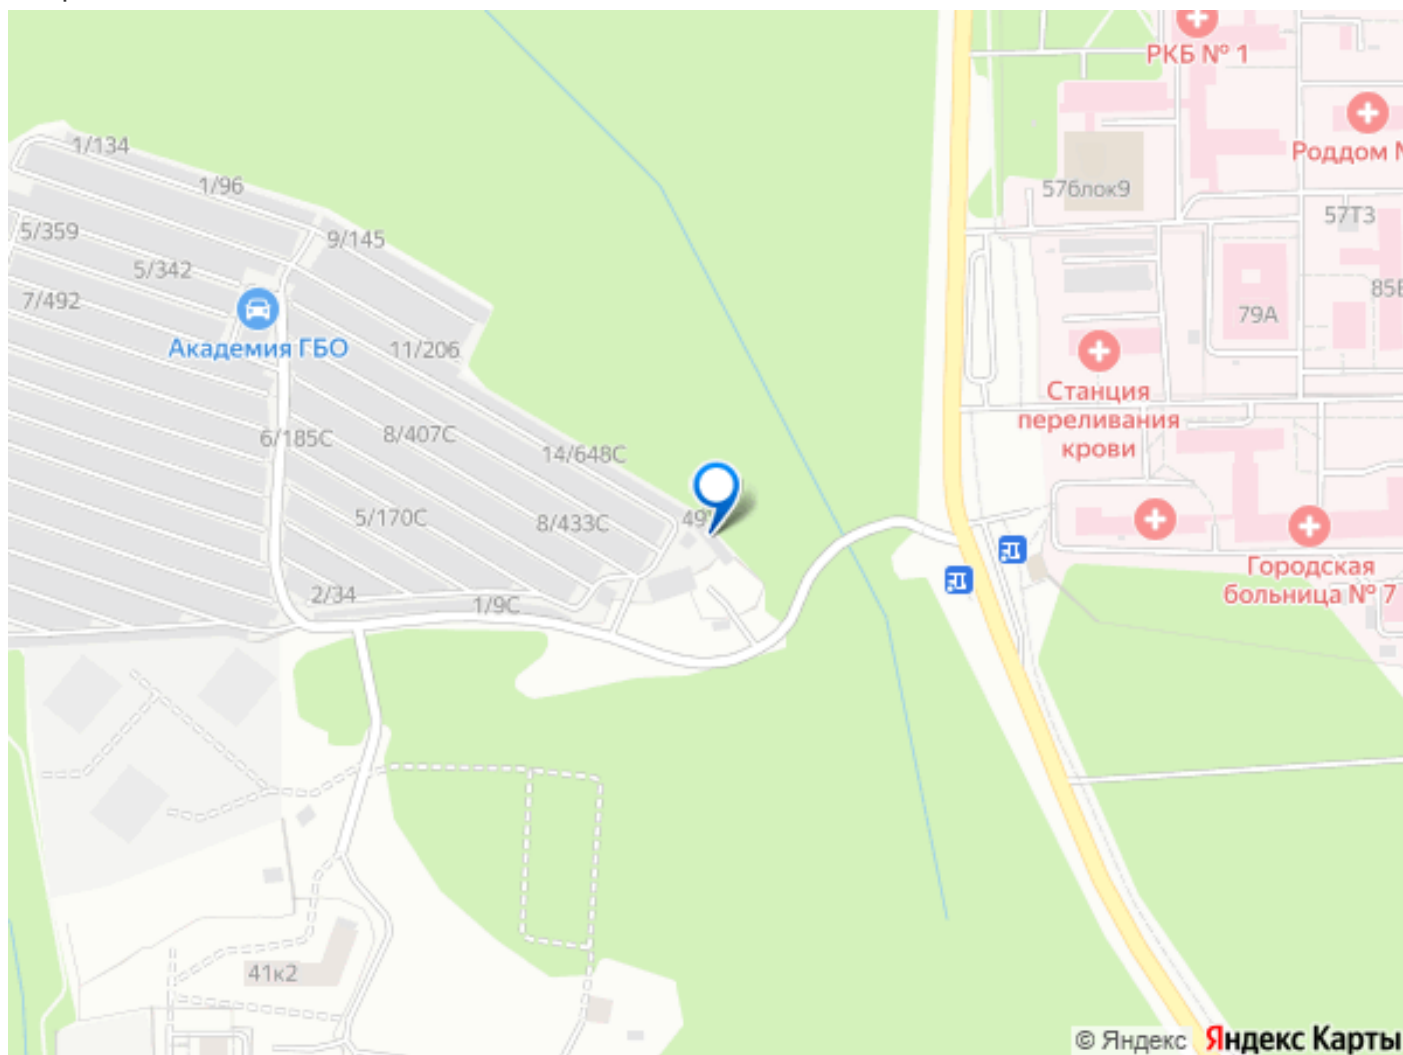 РКБ № 1
Роддом
1/134
1/96
57блок9
5/359
9/145
57Т3
5/342
7/492
85Б
79А
Академия ГБО
11/206
Станция
переливания
крови
6/185С
8/407С
14/648С
5/170С
8/433С
49
Городская
больница № 7
2/34
1/9С
41к2
© Яндекс Яндекс Карты